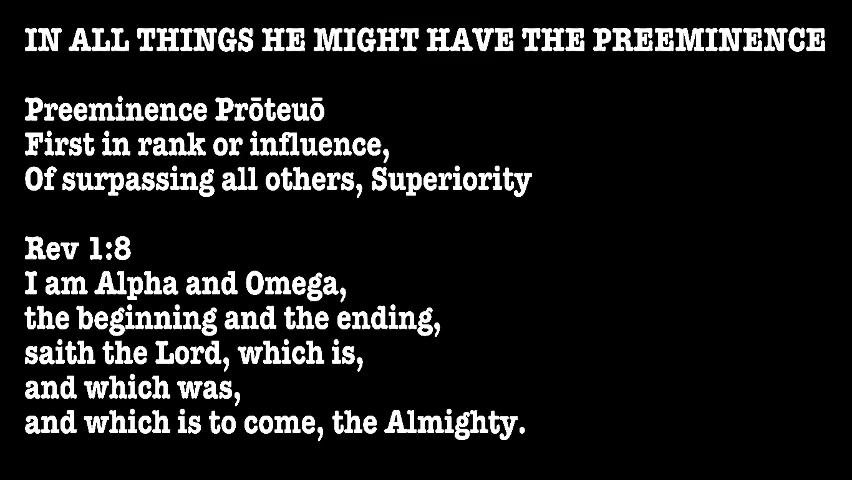 IN ALL THINGS HE MIGHT HAVE THE PREEMINENCE
Preeminence Prōteuō
First in rank or influence,
Of surpassing all others, Superiority
Rev 1:8
I am Alpha and Omega,
the beginning and the ending,
saith the Lord, which is,
and which was,
and which is to come, the Almighty.